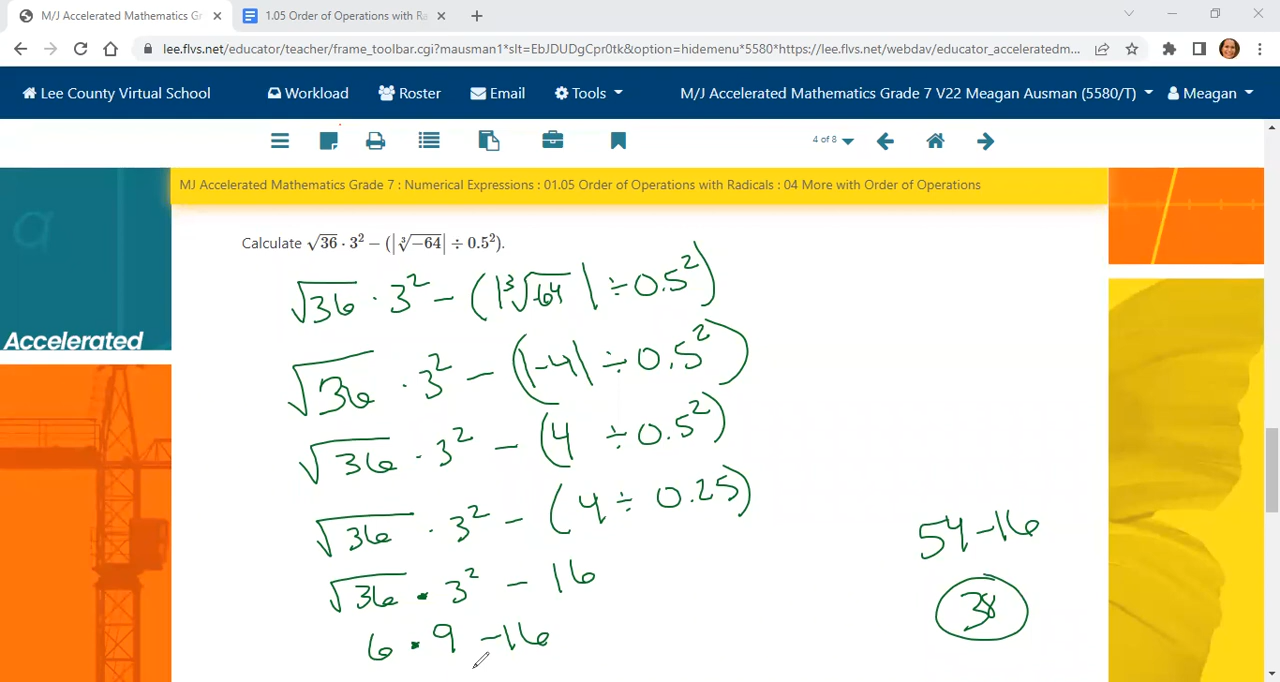 M/J Accelerated Mathematics Gr
1.05 Order of Operations with Ra
lee.flvs.net/educator/teacher/frame_toolbar.cgi?mausman1*slt=EbJDUDgCpr0tk&option=hidemenu*5580*https://lee.flvs.net/webdav/educator_acceleratedm...
Lee County Virtual School Workload Roster Email Tools M/J Accelerated Mathematics Grade 7 V22 Meagan Ausman (5580/T) Meagan
4 of 8
MJ Accelerated Mathematics Grade 7 : Numerical Expressions : 01.05 Order of Operations with Radicals : 04 More with Order of Operations
a
Accelerated
Calculate √36 · 3² − (|∛−64| ÷ 0.5²).
√36 · 3² − (|∛64| ÷ 0.5²)
√36 · 3² − (|−4| ÷ 0.5²)
√36 · 3² − (4 ÷ 0.5²)
√36 · 3² − (4 ÷ 0.25)
√36 · 3² − 16
6 · 9 − 16
54 − 16
38